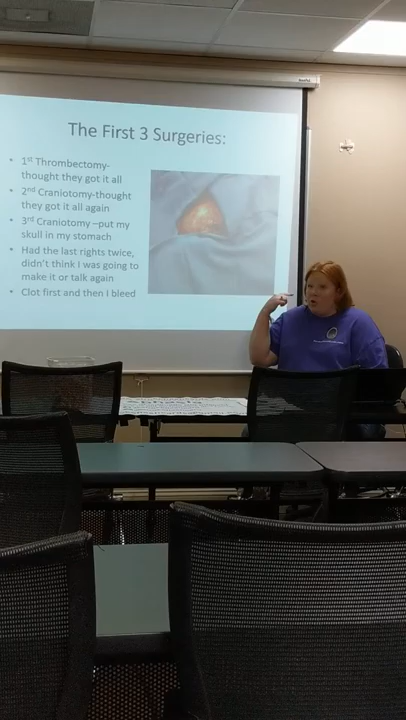 The First 3 Surgeries:
• 1st Thrombectomy-
thought they got it all
• 2nd Craniotomy-thought
they got it all again
• 3rd Craniotomy –put my
skull in my stomach
• Had the last rights twice,
didn't think I was going to
make it or talk again
• Clot first and then I bleed